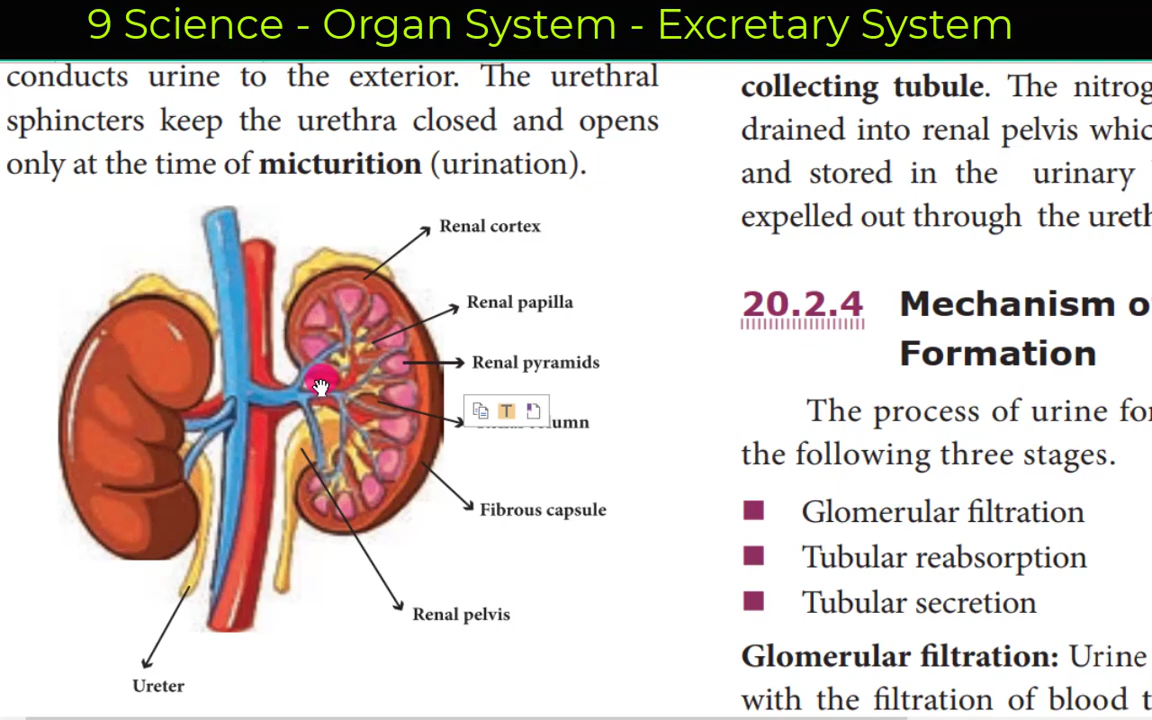 9 Science - Organ System - Excretary System
conducts urine to the exterior. The urethral
sphincters keep the urethra closed and opens
only at the time of micturition (urination).
Renal cortex
Renal papilla
Renal pyramids
Fibrous capsule
Renal pelvis
Ureter
collecting tubule. The
drained into renal pelvis
and stored in the urinary
expelled out through the
20.2.4 Mechanism
Formation
The process of urine
the following three stages.
Glomerular filtration
Tubular reabsorption
Tubular secretion
Glomerular filtration: Urine
with the filtration of blood